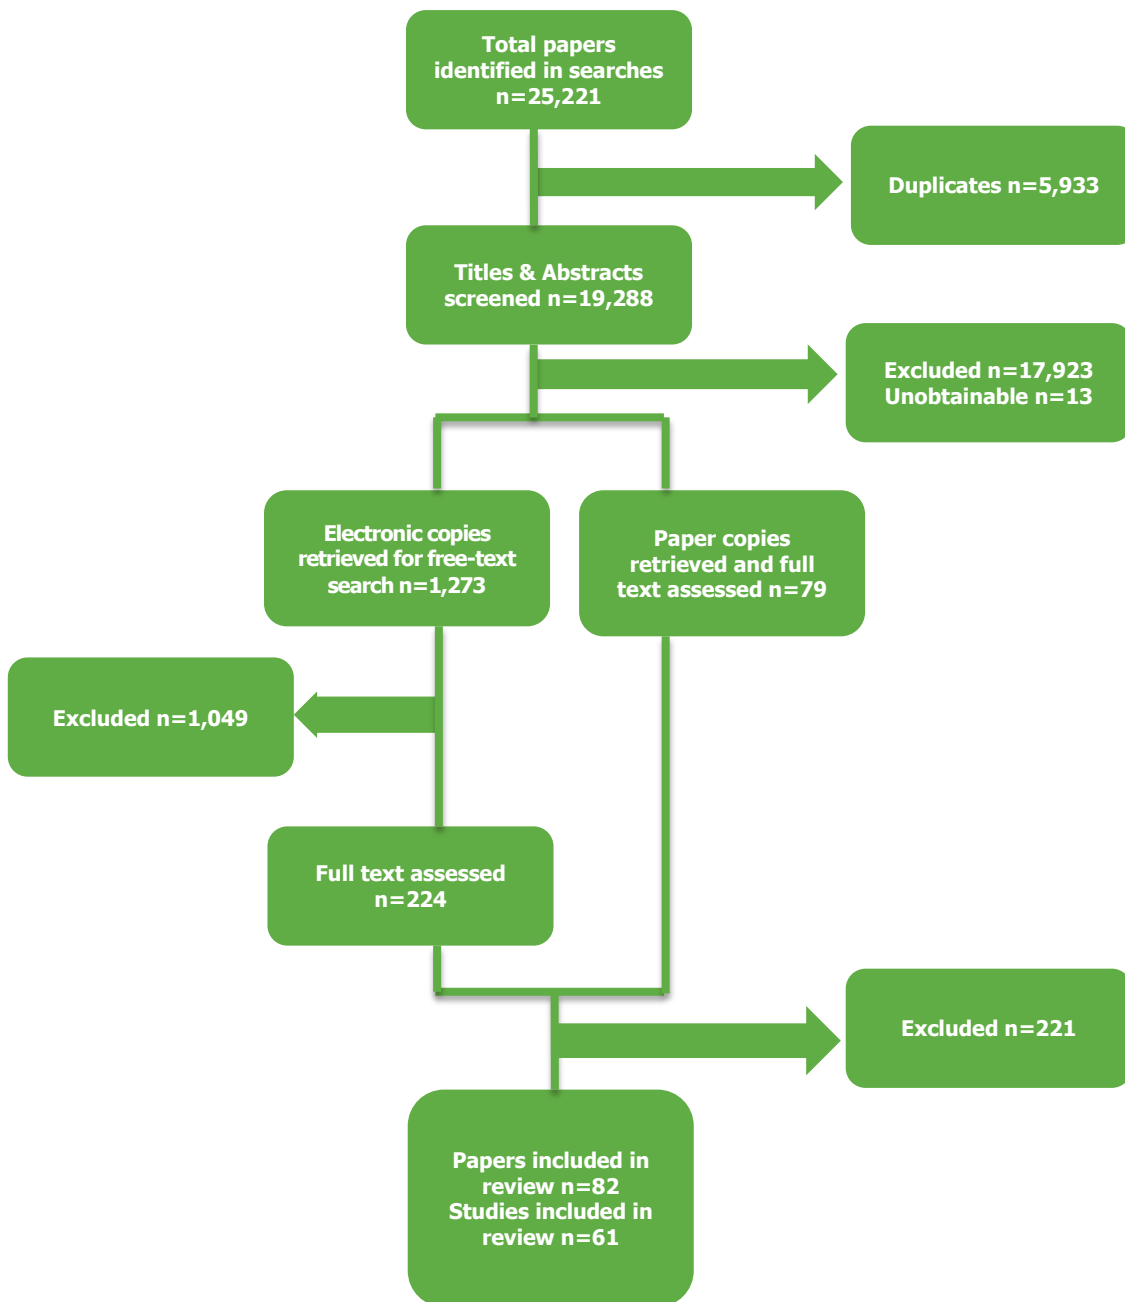 Total papers
identified in searches
n=25,221
Duplicates n=5,933
Titles & Abstracts
screened n=19,288
Excluded n=17,923
Unobtainable n=13
Electronic copies
retrieved for free-text
search n=1,273
Paper copies
retrieved and full
text assessed n=79
Excluded n=1,049
Full text assessed
n=224
Excluded n=221
Papers included in
review n=82
Studies included in
review n=61